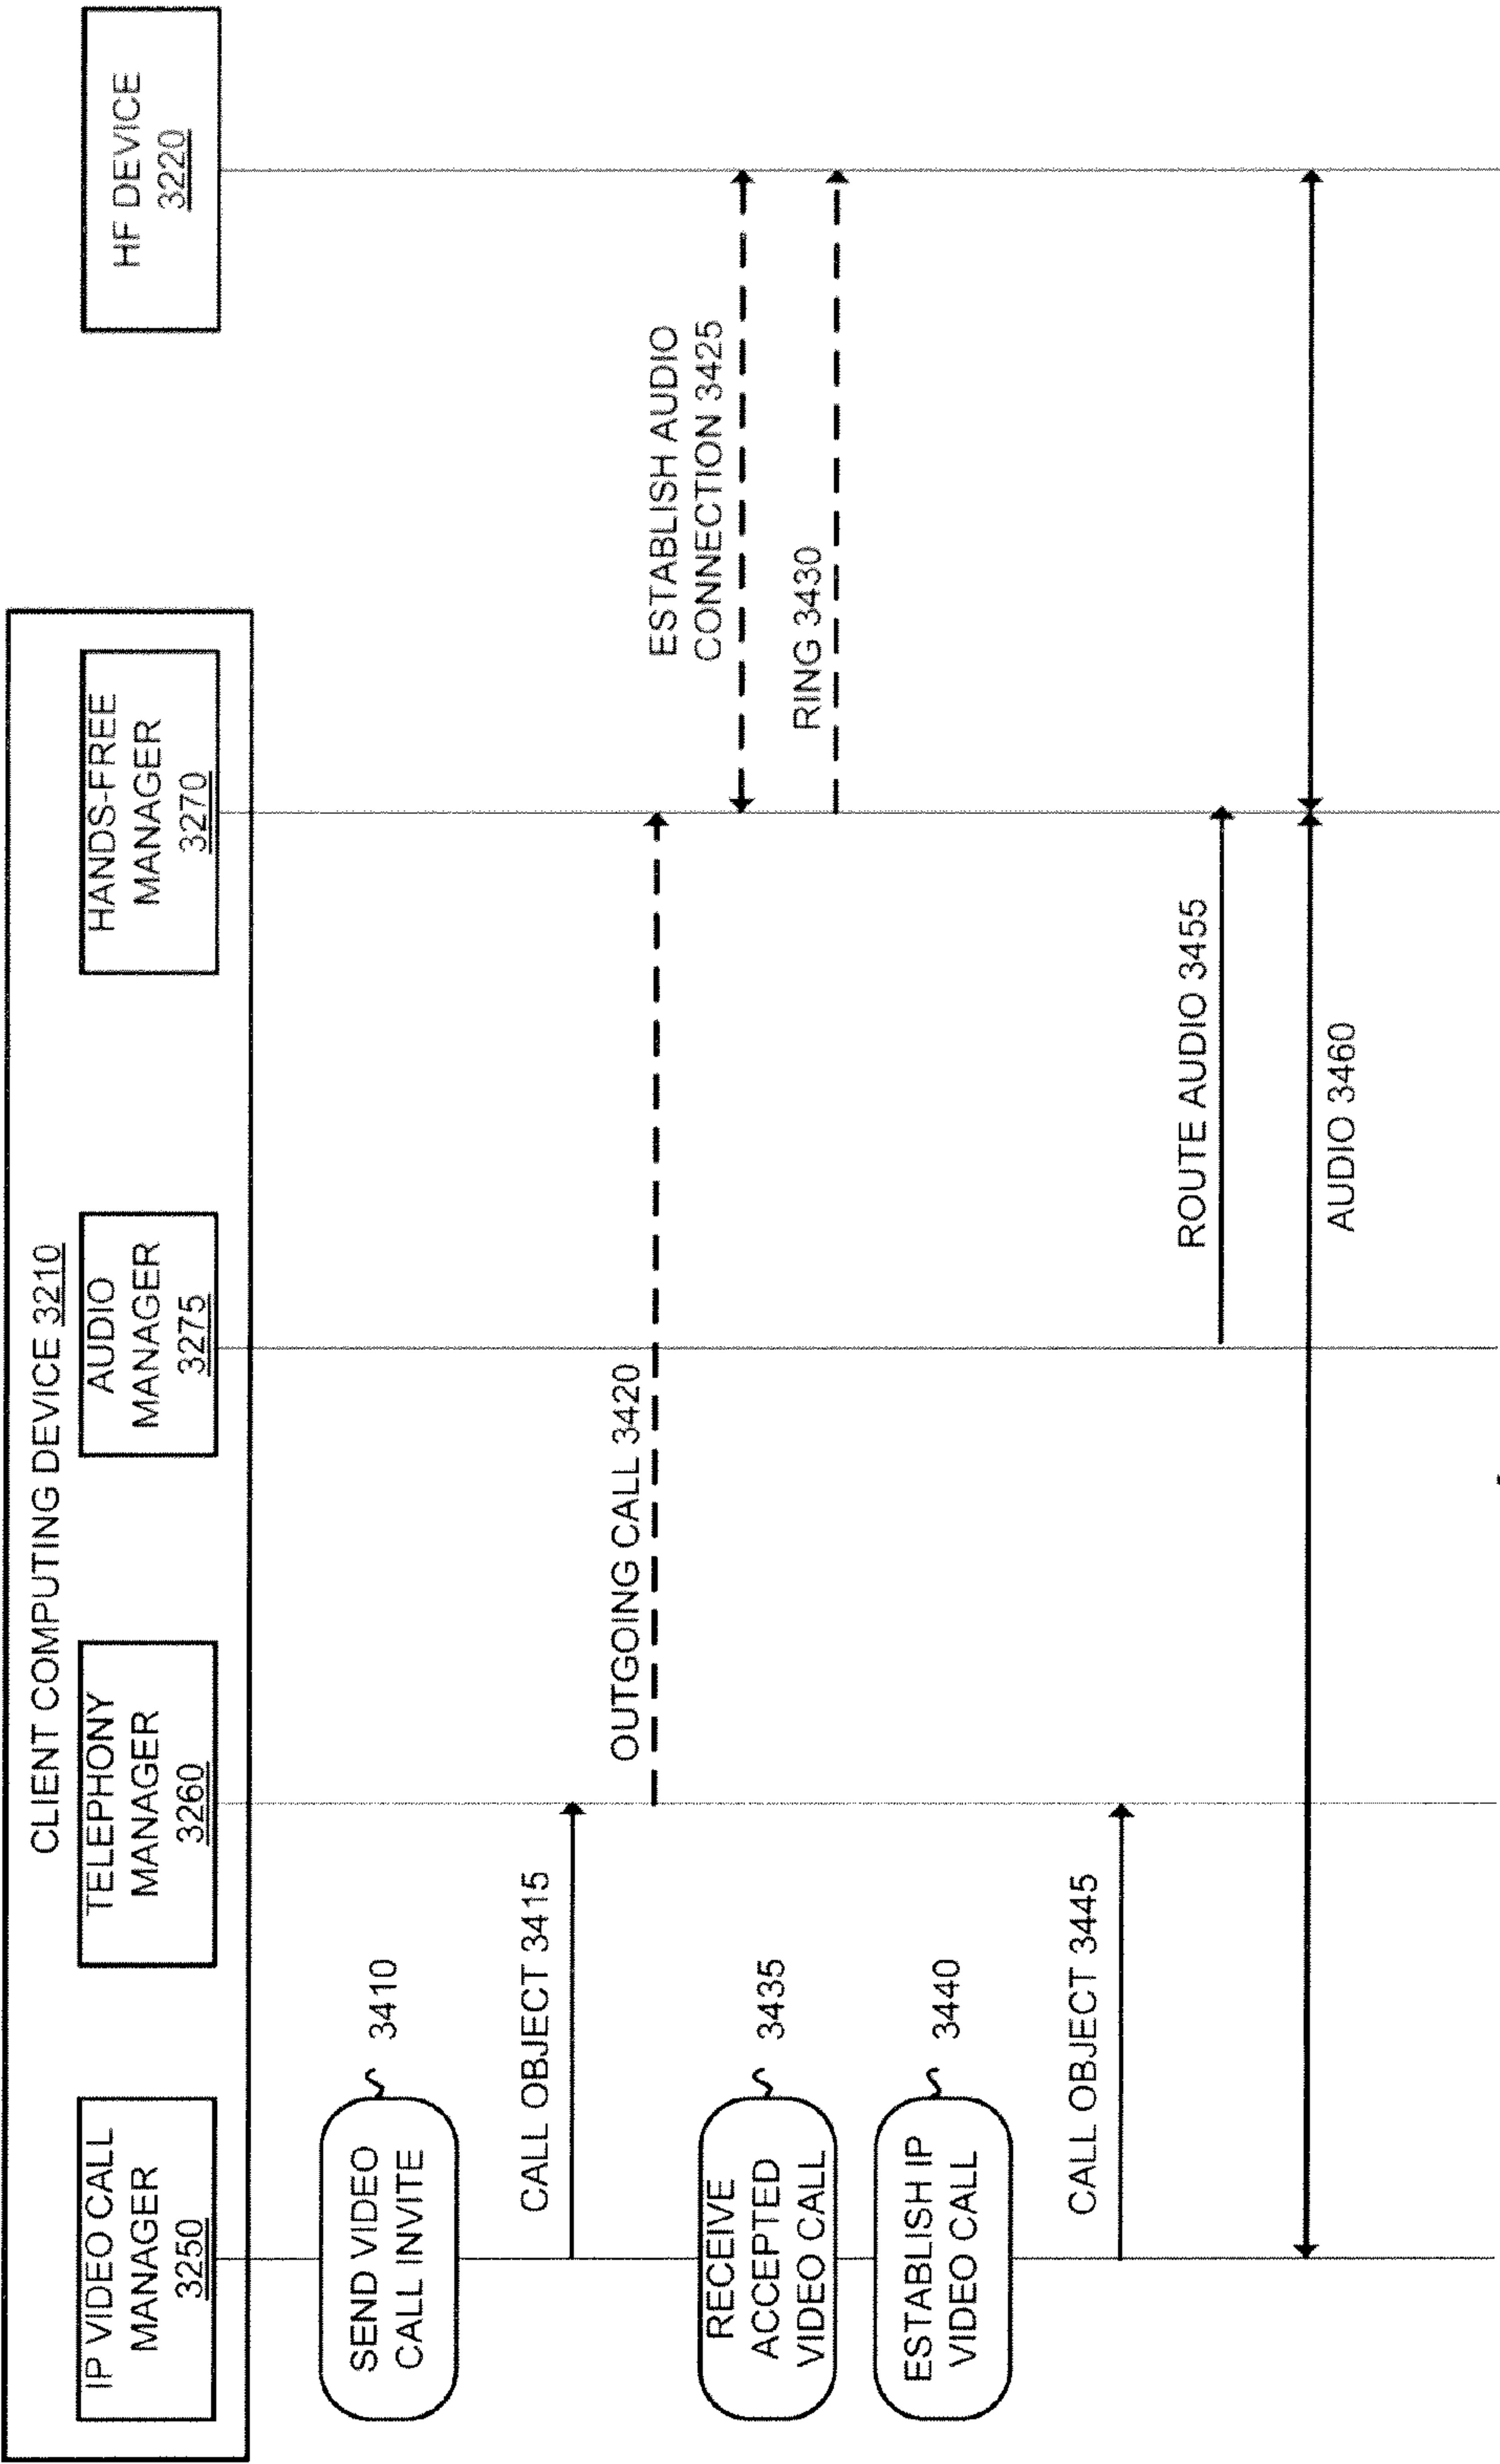 CLIENT COMPUTING DEVICE 3210
IP VIDEO CALL
MANAGER
3250
TELEPHONY
MANAGER
3260
AUDIO
MANAGER
3275
HANDS-FREE
MANAGER
3270
HF DEVICE
3220
SEND VIDEO
CALL INVITE
3410
CALL OBJECT 3415
OUTGOING CALL 3420
ESTABLISH AUDIO
CONNECTION 3425
RING 3430
RECEIVE
ACCEPTED
VIDEO CALL
3435
ESTABLISH IP
VIDEO CALL
3440
CALL OBJECT 3445
ROUTE AUDIO 3455
AUDIO 3460